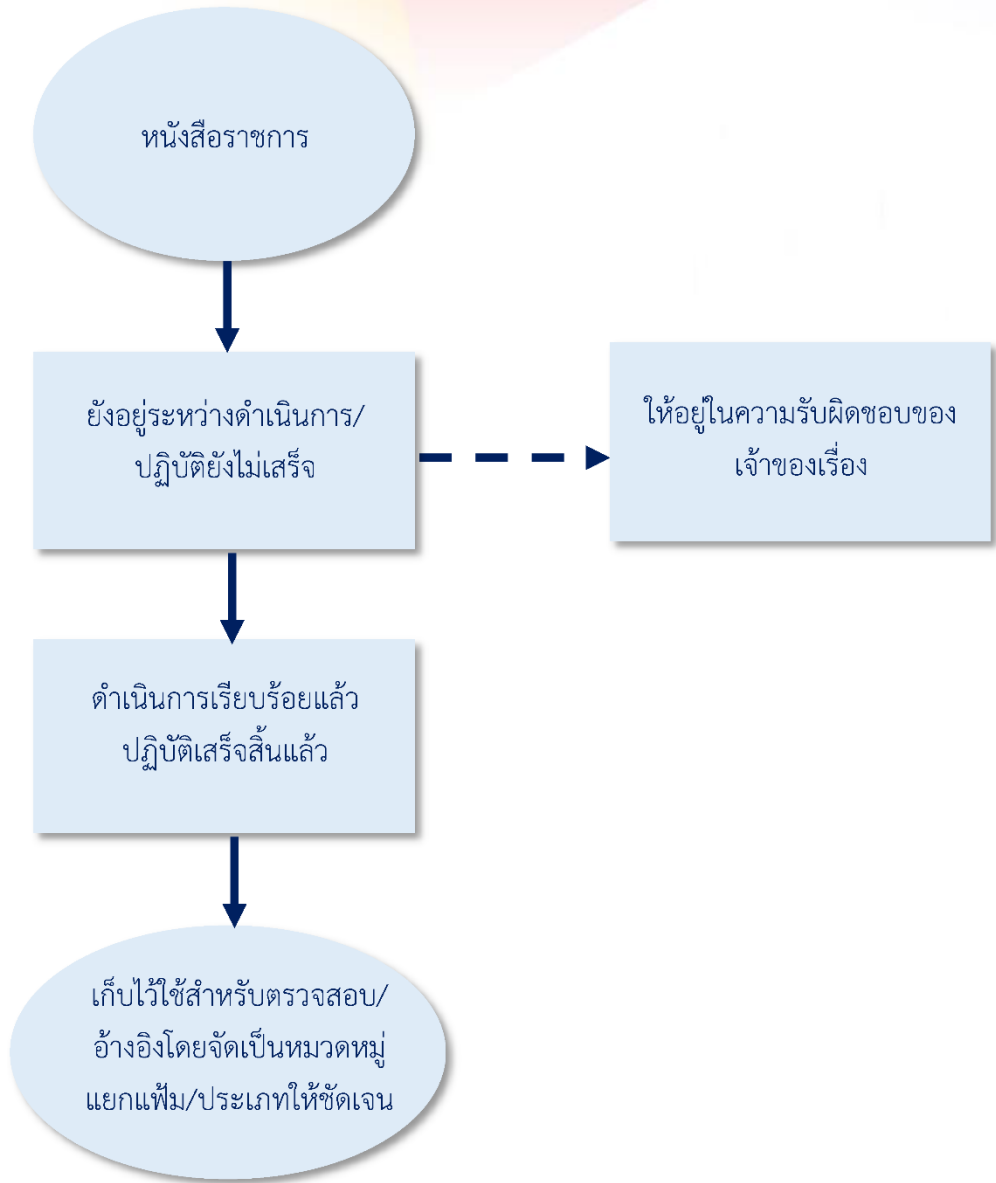 หนังสือราชการ
ยังอยู่ระหว่างดำเนินการ/
ปฏิบัติยังไม่เสร็จ
ให้อยู่ในความรับผิดชอบของ
เจ้าของเรื่อง
ดำเนินการเรียบร้อยแล้ว
ปฏิบัติเสร็จสิ้นแล้ว
เก็บไว้ใช้สำหรับตรวจสอบ/
อ้างอิงโดยจัดเป็นหมวดหมู่
แยกแฟ้ม/ประเภทให้ชัดเจน